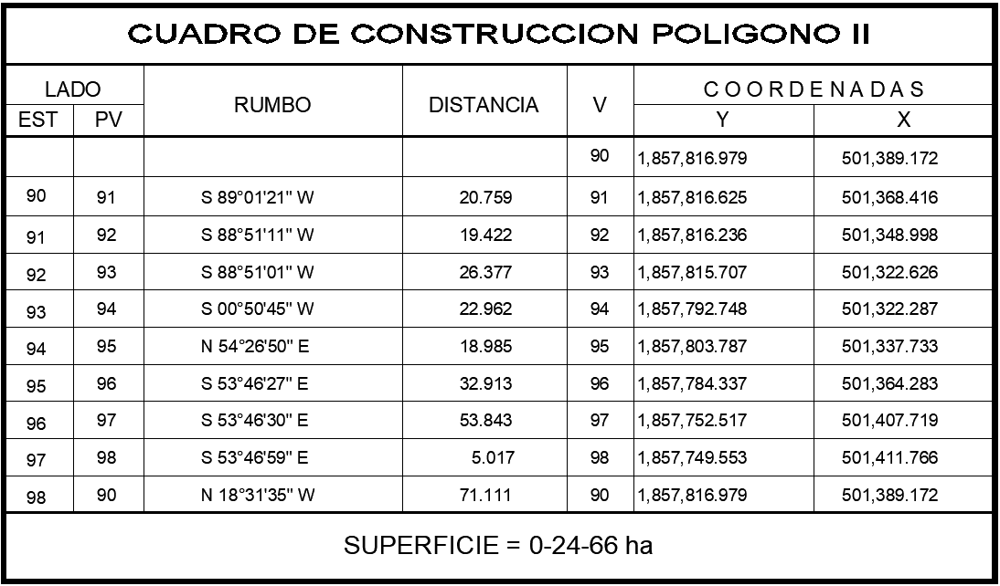 CUADRO DE CONSTRUCCION POLIGONO II
LADO RUMBO DISTANCIA V COORDENADAS
EST PV Y X
90 1,857,816.979 501,389.172
90 91 S 89°01'21" W 20.759 91 1,857,816.625 501,368.416
91 92 S 88°51'11" W 19.422 92 1,857,816.236 501,348.998
92 93 S 88°51'01" W 26.377 93 1,857,815.707 501,322.626
93 94 S 00°50'45" W 22.962 94 1,857,792.748 501,322.287
94 95 N 54°26'50" E 18.985 95 1,857,803.787 501,337.733
95 96 S 53°46'27" E 32.913 96 1,857,784.337 501,364.283
96 97 S 53°46'30" E 53.843 97 1,857,752.517 501,407.719
97 98 S 53°46'59" E 5.017 98 1,857,749.553 501,411.766
98 90 N 18°31'35" W 71.111 90 1,857,816.979 501,389.172
SUPERFICIE = 0-24-66 ha